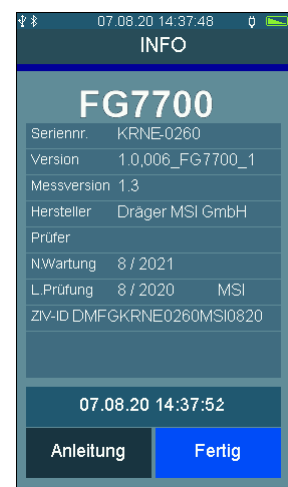 07.08.20 14:37:48
INFO
FG7700
Seriennr. KRNE-0260
Version 1.0,006_FG7700_1
Messversion 1.3
Hersteller Dräger MSI GmbH
Prüfer
N.Wartung 8 / 2021
L.Prüfung 8 / 2020 MSI
ZIV-ID DMFGKRNE0260MSI0820
07.08.20 14:37:52
Anleitung Fertig